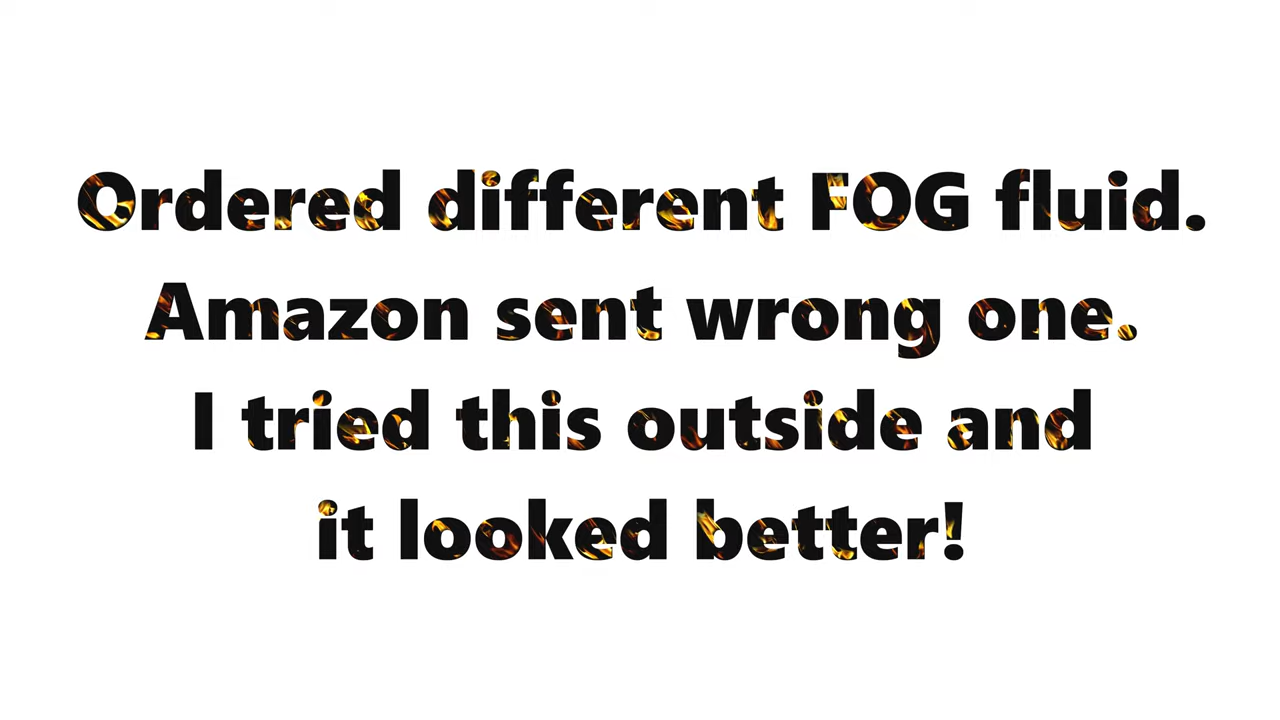 Ordered different FOG fluid.
Amazon sent wrong one.
I tried this outside and
it looked better!